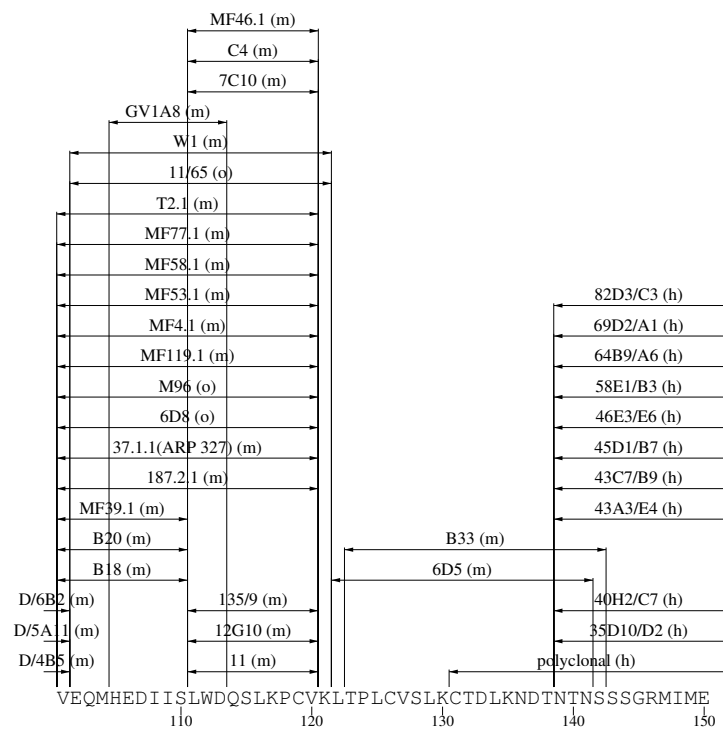 MF46.1 (m)
C4 (m)
7C10 (m)
GV1A8 (m)
W1 (m)
11/65 (o)
T2.1 (m)
MF77.1 (m)
MF58.1 (m)
MF53.1 (m) 82D3/C3 (h)
MF4.1 (m) 69D2/A1 (h)
MF119.1 (m) 64B9/A6 (h)
M96 (o) 58E1/B3 (h)
6D8 (o) 46E3/E6 (h)
37.1.1(ARP 327) (m) 45D1/B7 (h)
187.2.1 (m) 43C7/B9 (h)
MF39.1 (m) 43A3/E4 (h)
B20 (m) B33 (m)
B18 (m) 6D5 (m)
D/6B2 (m) 135/9 (m) 40H2/C7 (h)
D/5A11 (m) 12G10 (m) 35D10/D2 (h)
D/4B5 (m) 11 (m) polyclonal (h)
VEQMHEDIISLWDQSLKPCVKLTPLCVSLKCTDLKNDTNTNSSSGRMIME
110 120 130 140 150